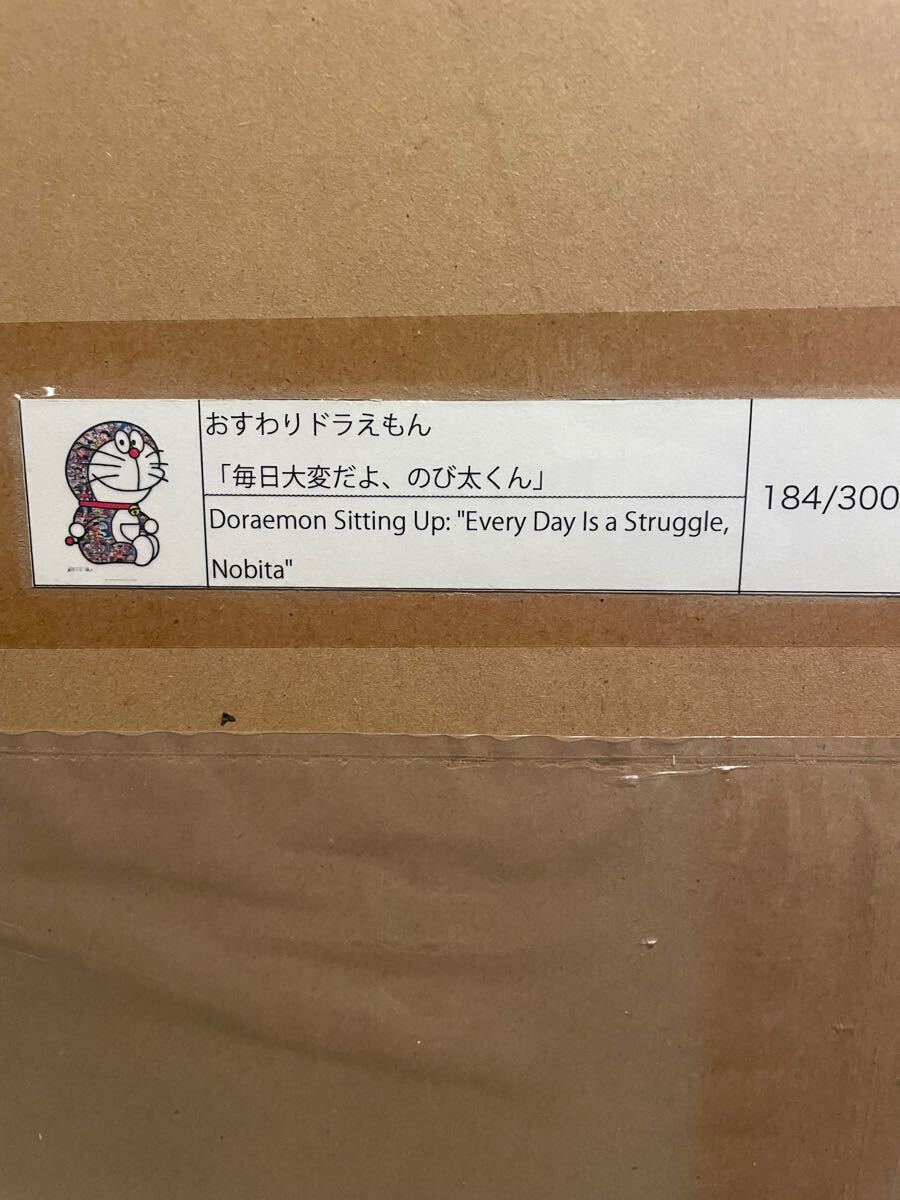 おすわりドラえもん
「毎日大変だよ、のび太くん」
Doraemon Sitting Up: "Every Day Is a Struggle,
Nobita"
184/300